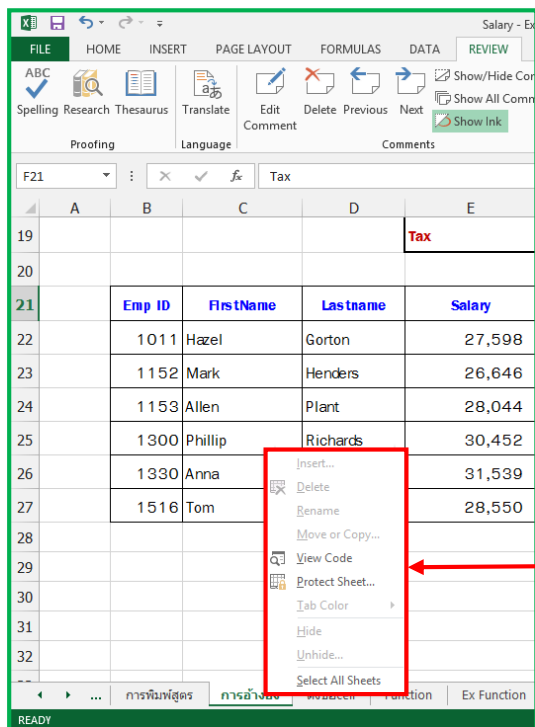 Salary - Ex
FILE HOME INSERT PAGE LAYOUT FORMULAS DATA REVIEW
ABC
Spelling Research Thesaurus Translate Edit Comment Delete Previous Next
Show/Hide Com
Show All Comm
Show Ink
Proofing Language Comments
F21 fx Tax
A B C D E
19 Tax
20
21 Emp ID FirstName Lastname Salary
22 1011 Hazel Gorton 27,598
23 1152 Mark Henders 26,646
24 1153 Allen Plant 28,044
25 1300 Phillip Richards 30,452
26 1330 Anna 31,539
27 1516 Tom 28,550
28
29
30
31
32
Insert...
Delete
Rename
Move or Copy...
View Code
Protect Sheet...
Tab Color
Hide
Unhide...
Select All Sheets
... การพิมพ์สูตร Ex Function
READY